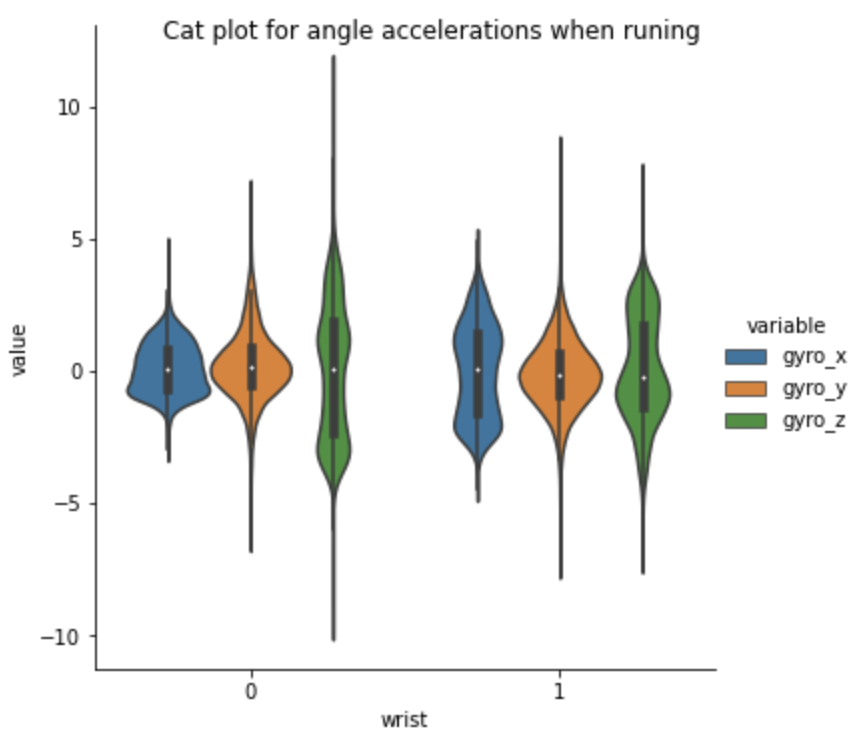 Cat plot for angle accelerations when runing
10
5
0
−5
−10
value
0 1
wrist
variable
gyro_x
gyro_y
gyro_z